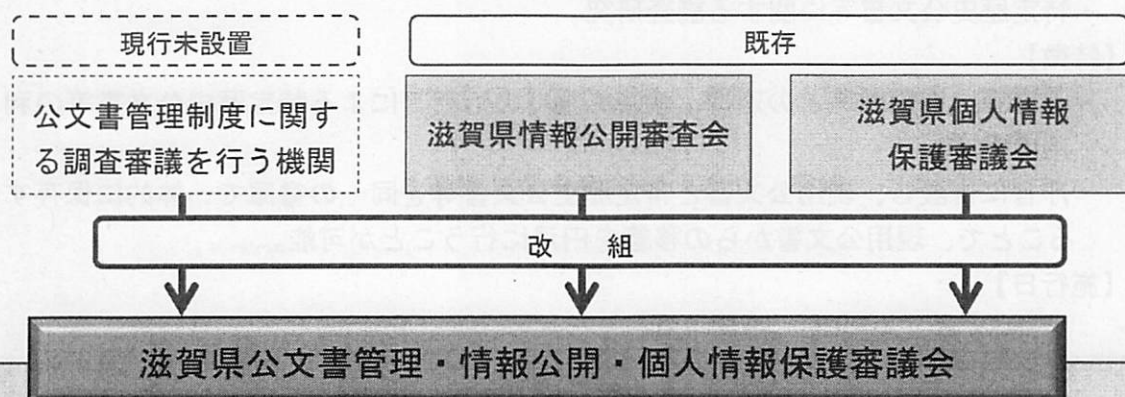 現行未設置
既存
公文書管理制度に関す
る調査審議を行う機関
滋賀県情報公開審査会
滋賀県個人情報
保護審議会
改　組
滋賀県公文書管理・情報公開・個人情報保護審議会